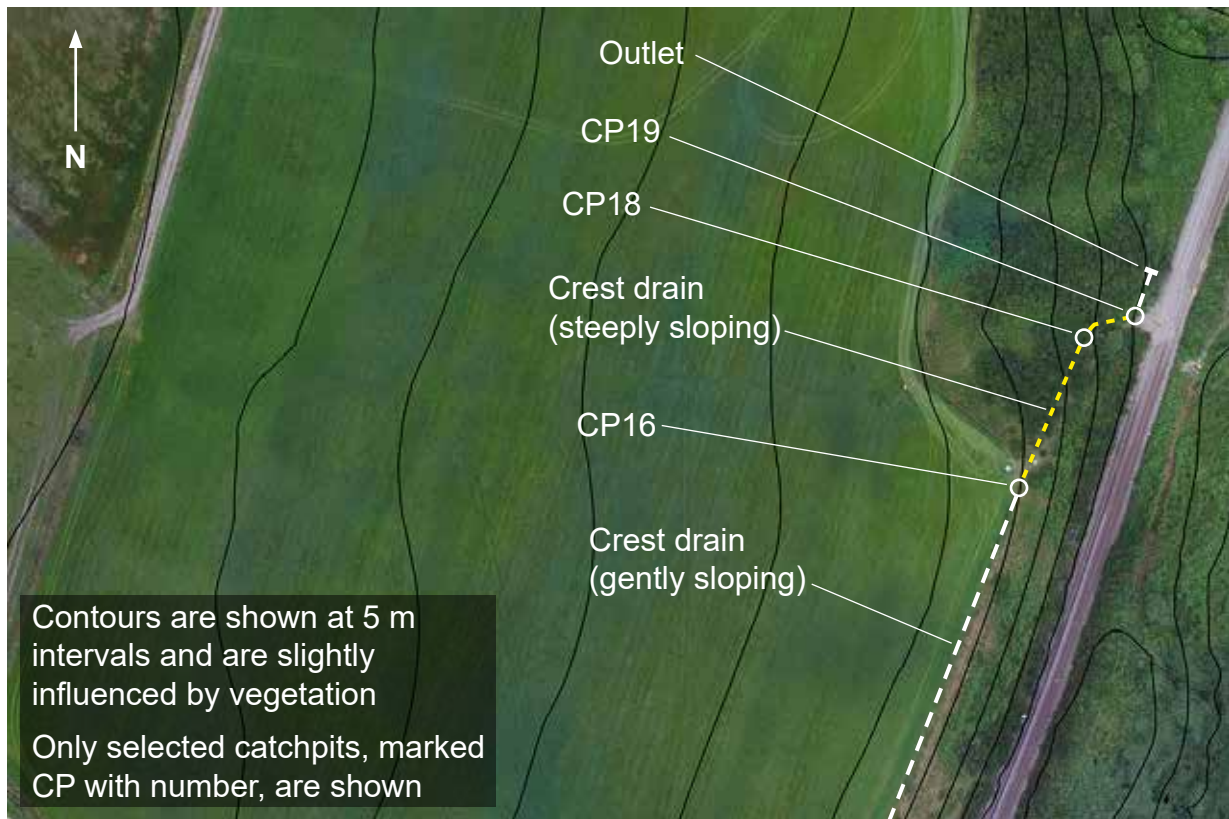 N
Outlet
CP19
CP18
Crest drain
(steeply sloping)
CP16
Crest drain
(gently sloping)
Contours are shown at 5 m
intervals and are slightly
influenced by vegetation
Only selected catchpits, marked
CP with number, are shown